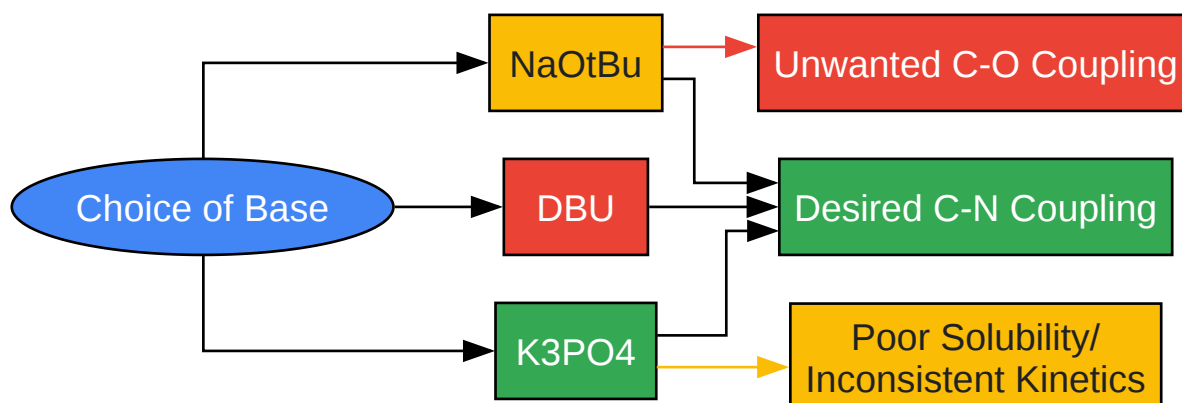 NaOtBu
Unwanted C-O Coupling
Choice of Base
DBU
Desired C-N Coupling
K3PO4
Poor Solubility/
Inconsistent Kinetics